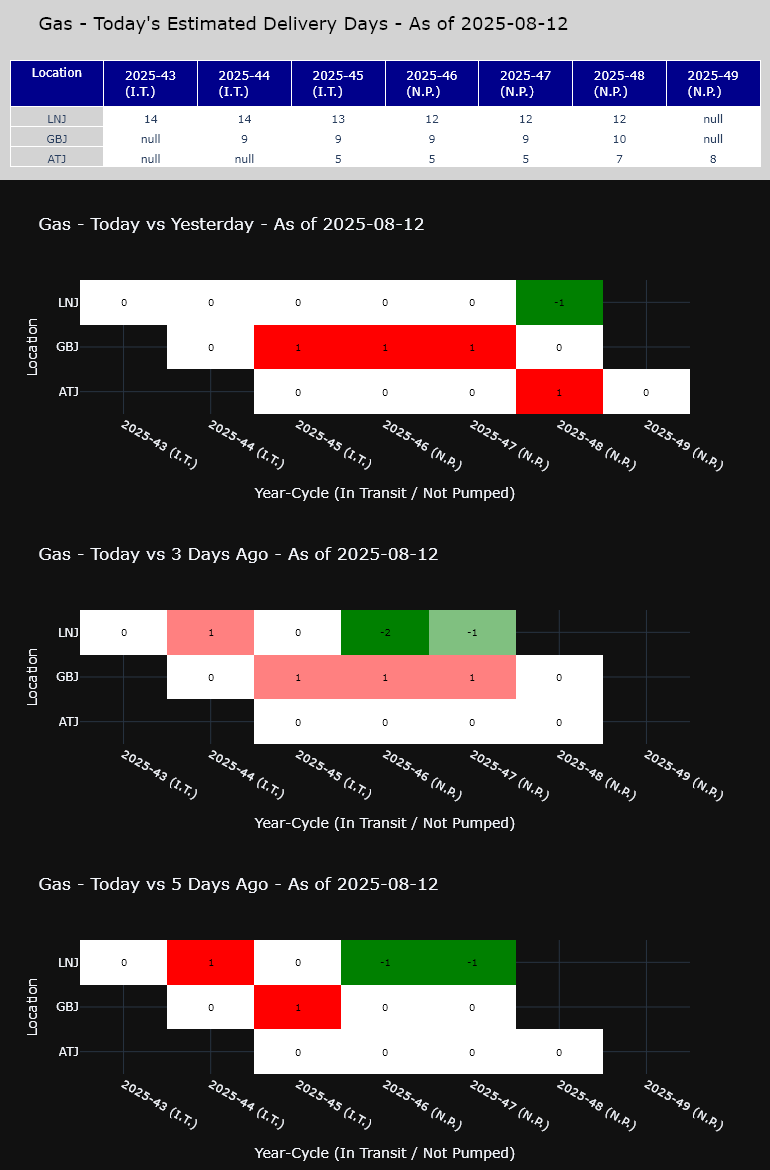 Gas - Today's Estimated Delivery Days - As of 2025-08-12
Location 2025-43 (I.T.) 2025-44 (I.T.) 2025-45 (I.T.) 2025-46 (N.P.) 2025-47 (N.P.) 2025-48 (N.P.) 2025-49 (N.P.)
LNJ 14 14 13 12 12 12 null
GBJ null 9 9 9 9 10 null
ATJ null null 5 5 5 7 8
Gas - Today vs Yesterday - As of 2025-08-12
Location
LNJ 0 0 0 0 0 -1
GBJ 0 1 1 1 0
ATJ 0 0 0 1 0
2025-43 (I.T.) 2025-44 (I.T.) 2025-45 (I.T.) 2025-46 (N.P.) 2025-47 (N.P.) 2025-48 (N.P.) 2025-49 (N.P.)
Year-Cycle (In Transit / Not Pumped)
Gas - Today vs 3 Days Ago - As of 2025-08-12
Location
LNJ 0 1 0 -2 -1
GBJ 0 1 1 1 0
ATJ 0 0 0 0
2025-43 (I.T.) 2025-44 (I.T.) 2025-45 (I.T.) 2025-46 (N.P.) 2025-47 (N.P.) 2025-48 (N.P.) 2025-49 (N.P.)
Year-Cycle (In Transit / Not Pumped)
Gas - Today vs 5 Days Ago - As of 2025-08-12
Location
LNJ 0 1 0 -1 -1
GBJ 0 1 0 0
ATJ 0 0 0 0
2025-43 (I.T.) 2025-44 (I.T.) 2025-45 (I.T.) 2025-46 (N.P.) 2025-47 (N.P.) 2025-48 (N.P.) 2025-49 (N.P.)
Year-Cycle (In Transit / Not Pumped)